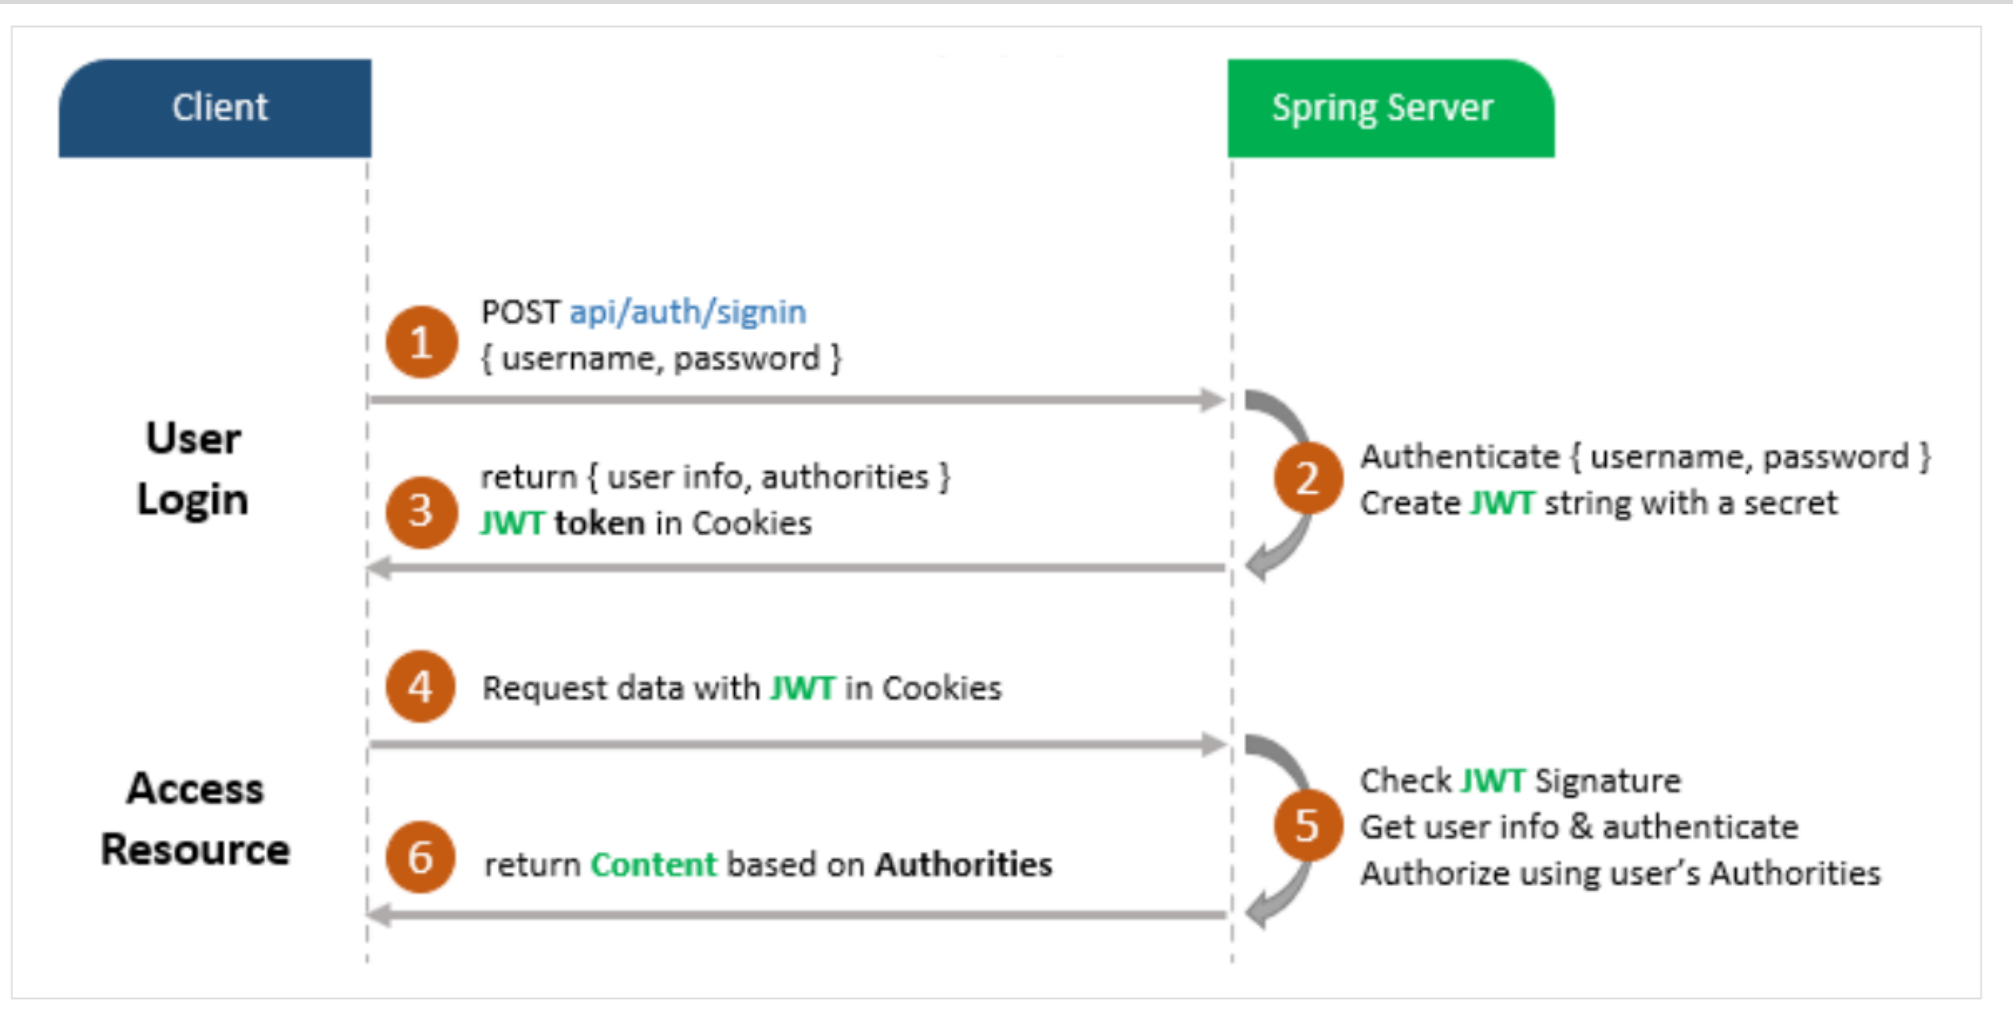 Client
Spring Server
User
Login
1
POST api/auth/signin
{ username, password }
2
Authenticate { username, password }
Create JWT string with a secret
3
return { user info, authorities }
JWT token in Cookies
Access
Resource
4
Request data with JWT in Cookies
5
Check JWT Signature
Get user info & authenticate
Authorize using user's Authorities
6
return Content based on Authorities